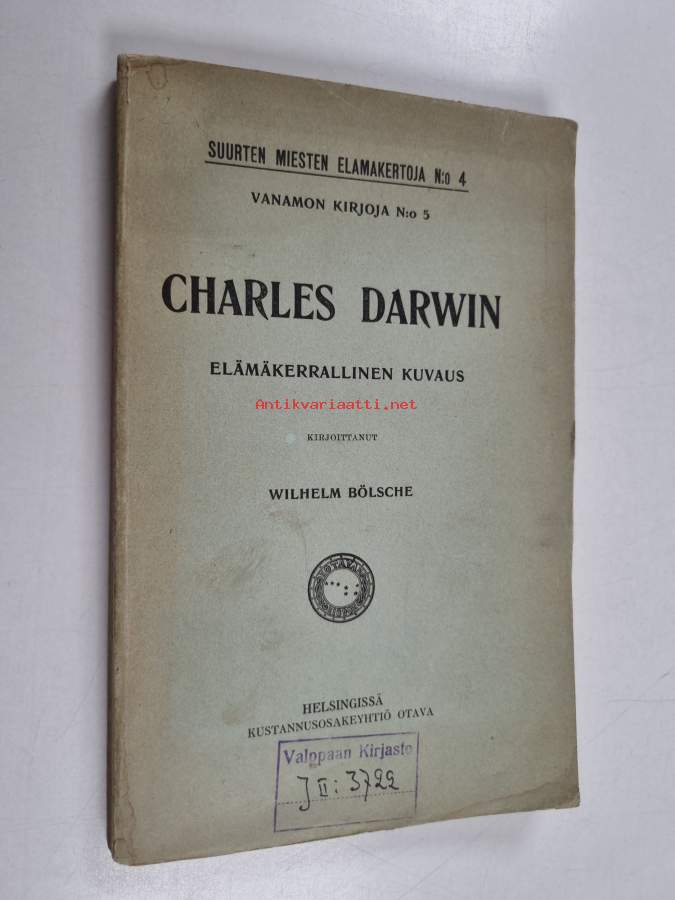 SUURTEN MIESTEN ELAMAKERTOJA N:o 4
VANAMON KIRJOJA N:o 5
CHARLES DARWIN
ELÄMÄKERRALLINEN KUVAUS
Antikvariaatti.net
KIRJOITTANUT
WILHELM BÖLSCHE
HELSINGISSÄ
KUSTANNUSOSAKEYHTIÖ OTAVA
Valppaan Kirjasto
J II: 3722